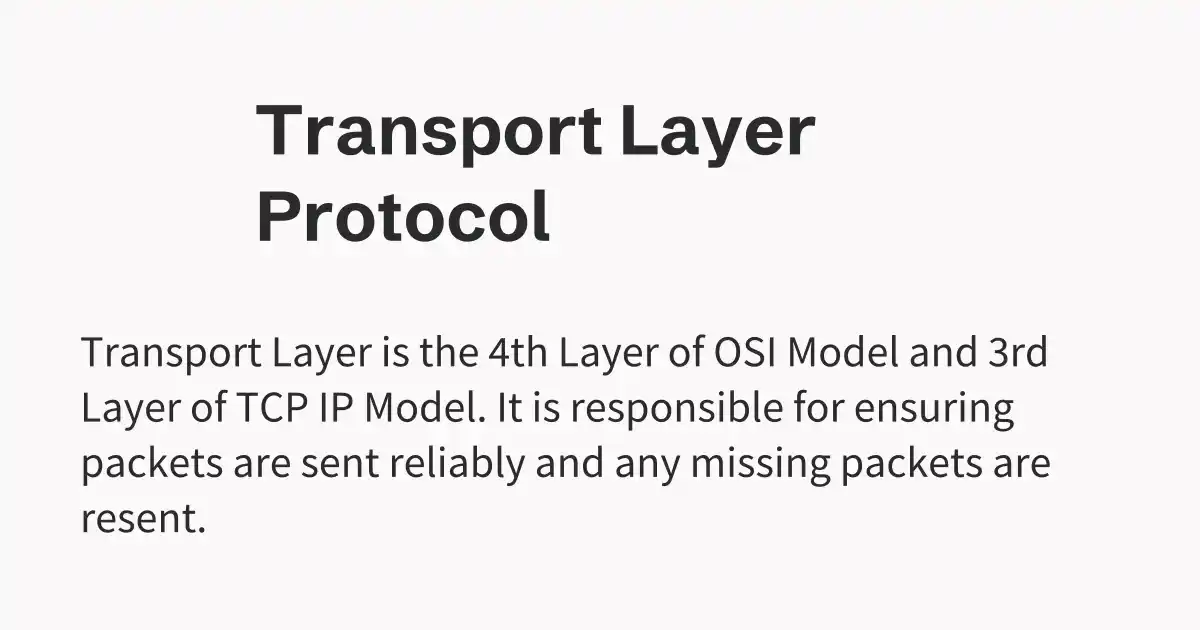 Transport Layer
Protocol
Transport Layer is the 4th Layer of OSI Model and 3rd
Layer of TCP IP Model. It is responsible for ensuring
packets are sent reliably and any missing packets are
resent.